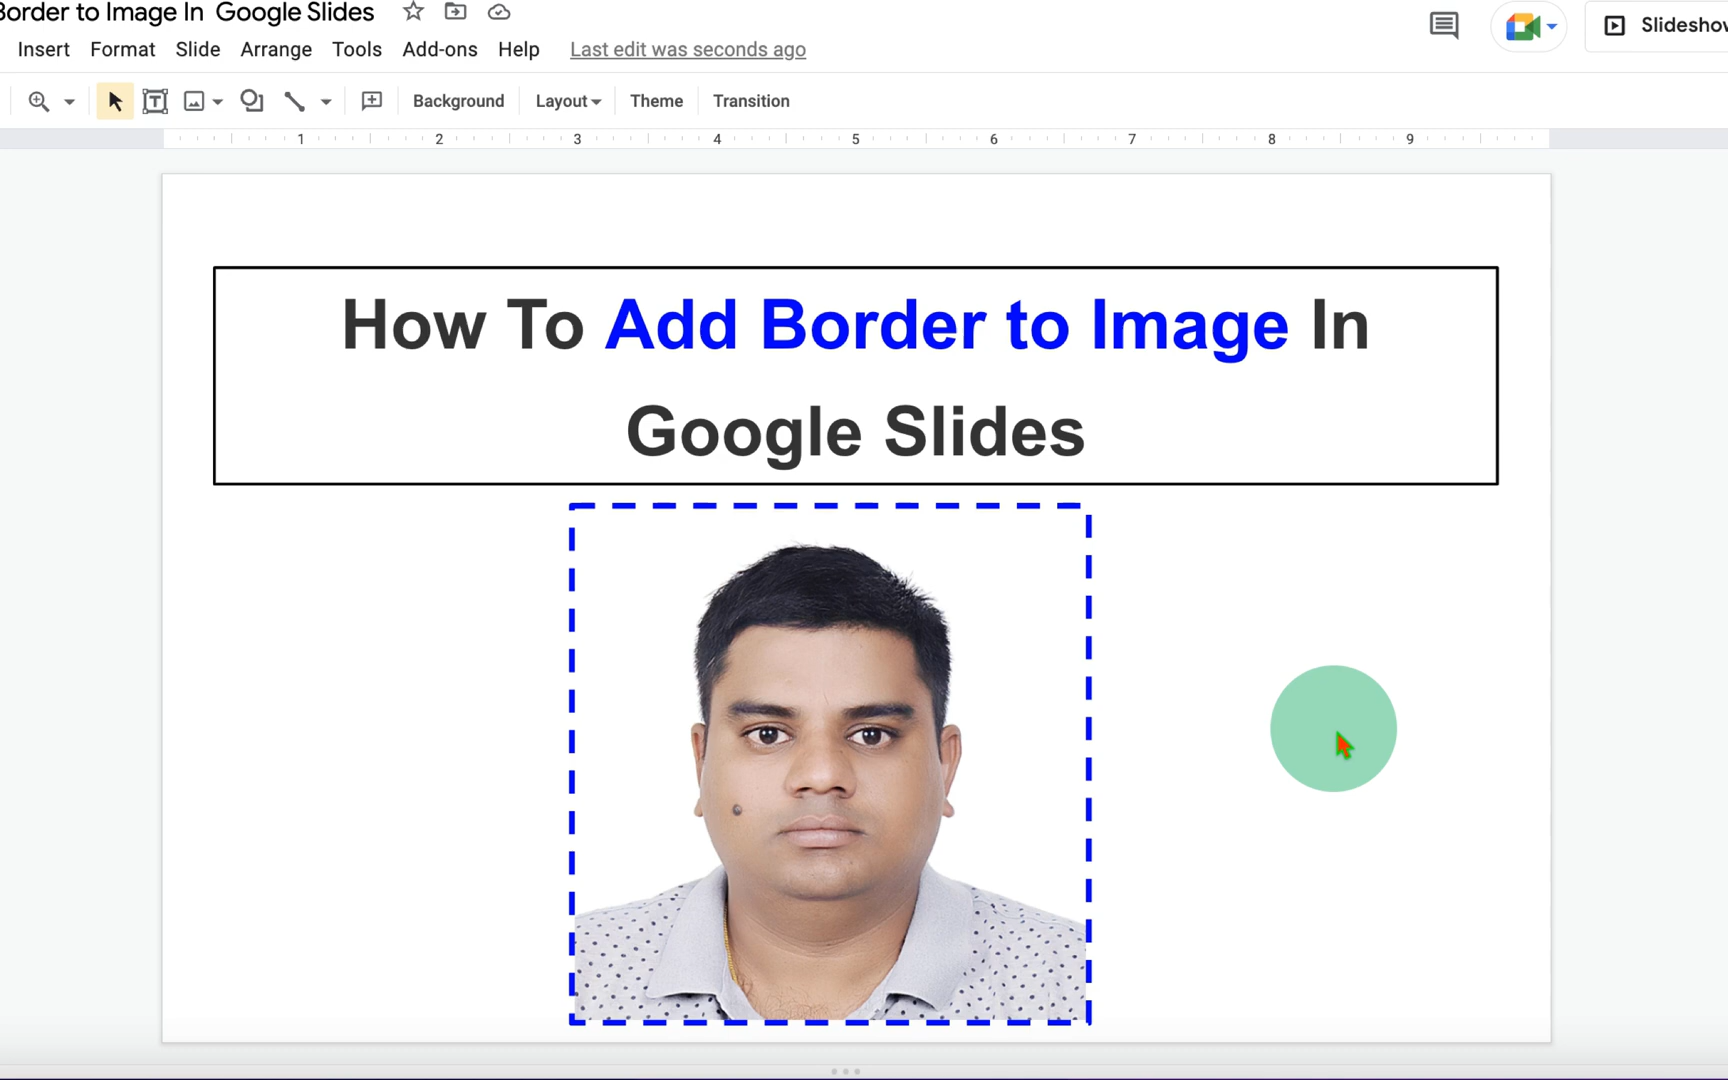 Border to Image In Google Slides
Insert Format Slide Arrange Tools Add-ons Help Last edit was seconds ago
Slideshow
Background Layout Theme Transition
1 2 3 4 5 6 7 8 9
How To Add Border to Image In
Google Slides